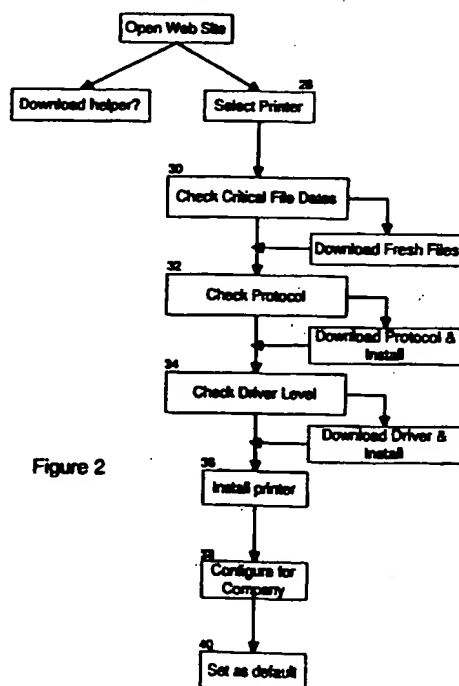 Open Web Site
Download helper?
28
Select Printer
30
Check Critical File Dates
Download Fresh Files
32
Check Protocol
Download Protocol &
Install
34
Check Driver Level
Download Driver &
Install
Figure 2
36
Install printer
38
Configure for
Company
40
Set as default